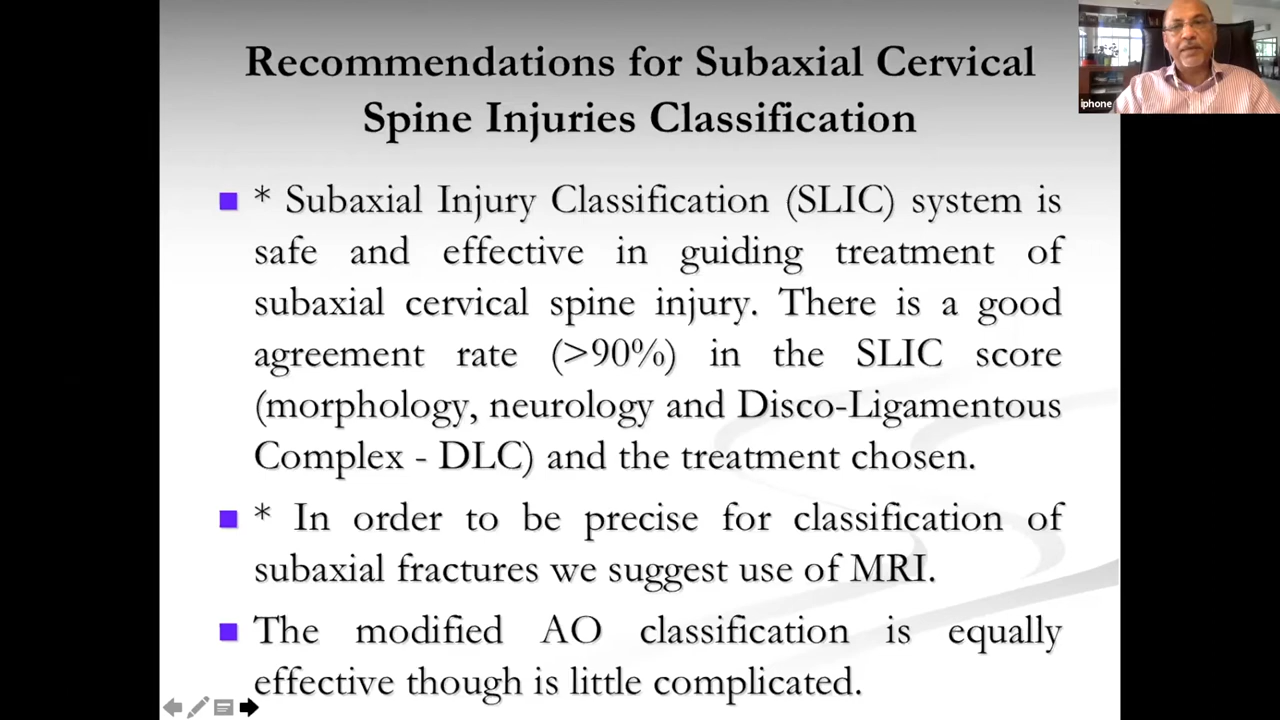 Recommendations for Subaxial Cervical
Spine Injuries Classification
iphone
* Subaxial Injury Classification (SLIC) system is
safe and effective in guiding treatment of
subaxial cervical spine injury. There is a good
agreement rate (>90%) in the SLIC score
(morphology, neurology and Disco-Ligamentous
Complex - DLC) and the treatment chosen.
* In order to be precise for classification of
subaxial fractures we suggest use of MRI.
The modified AO classification is equally
effective though is little complicated.